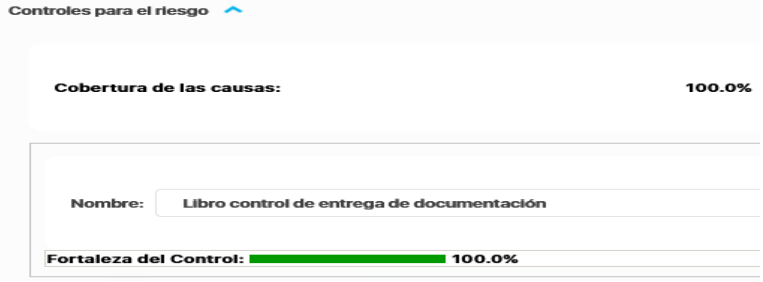 Controles para el riesgo
Cobertura de las causas: 100.0%
Nombre: Libro control de entrega de documentación
Fortaleza del Control: 100.0%